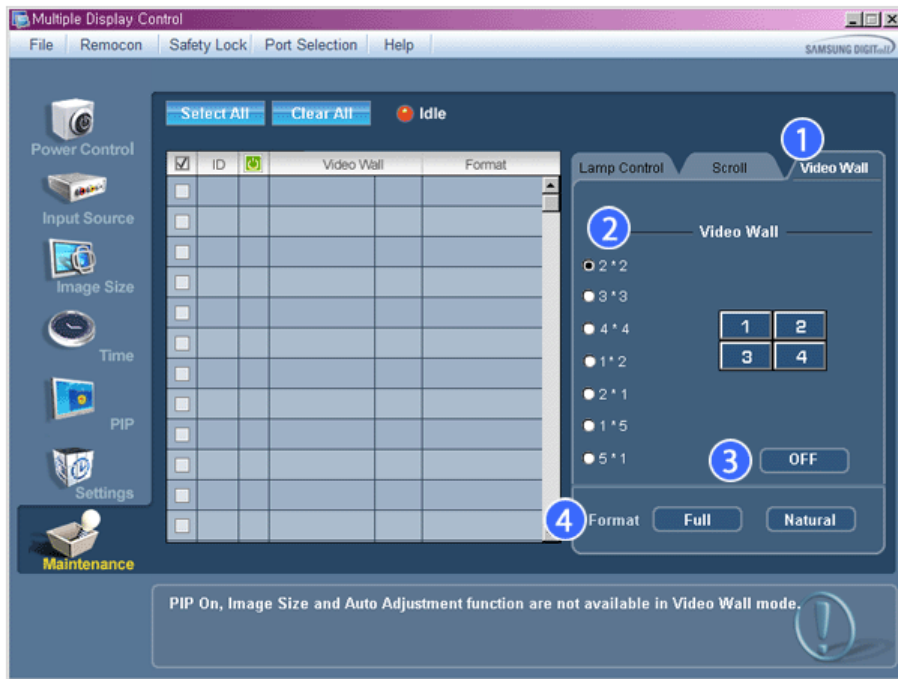 Multiple Display Control
File Remocon Safety Lock Port Selection Help SAMSUNG DIGITall
Select All Clear All Idle
1
Power Control
ID Video Wall Format
Lamp Control Scroll Video Wall
Input Source
2 Video Wall
2 * 2
Image Size
3 * 3
4 * 4
1 2
3 4
Time
1 * 2
2 * 1
PIP
1 * 5
5 * 1
3 OFF
Settings
4 Format Full Natural
Maintenance
PIP On, Image Size and Auto Adjustment function are not available in Video Wall mode.